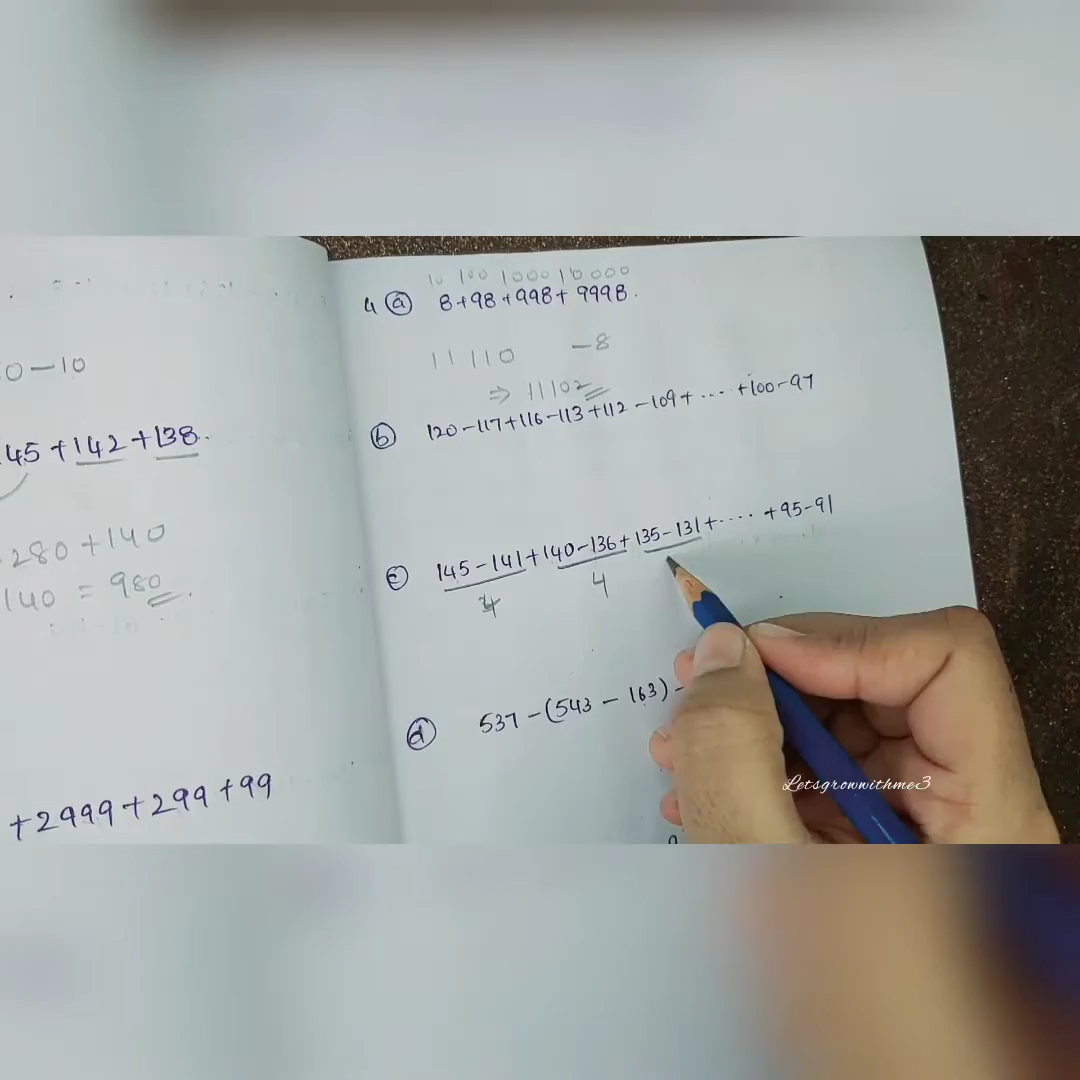 0 – 10
45 + 142 + 138.
280 + 140
140 = 980.
+ 2999 + 299 + 99
10 100 1000 10000
4 (a) 8 + 98 + 998 + 9998.
11110 – 8
⇒ 11102
(b) 120 – 117 + 116 – 113 + 112 – 109 + .... + 100 – 97
(c) 145 – 141 + 140 – 136 + 135 – 131 + .... + 95 – 91
4 4
(d) 537 – (543 – 163) –
Letsgrowwithme3